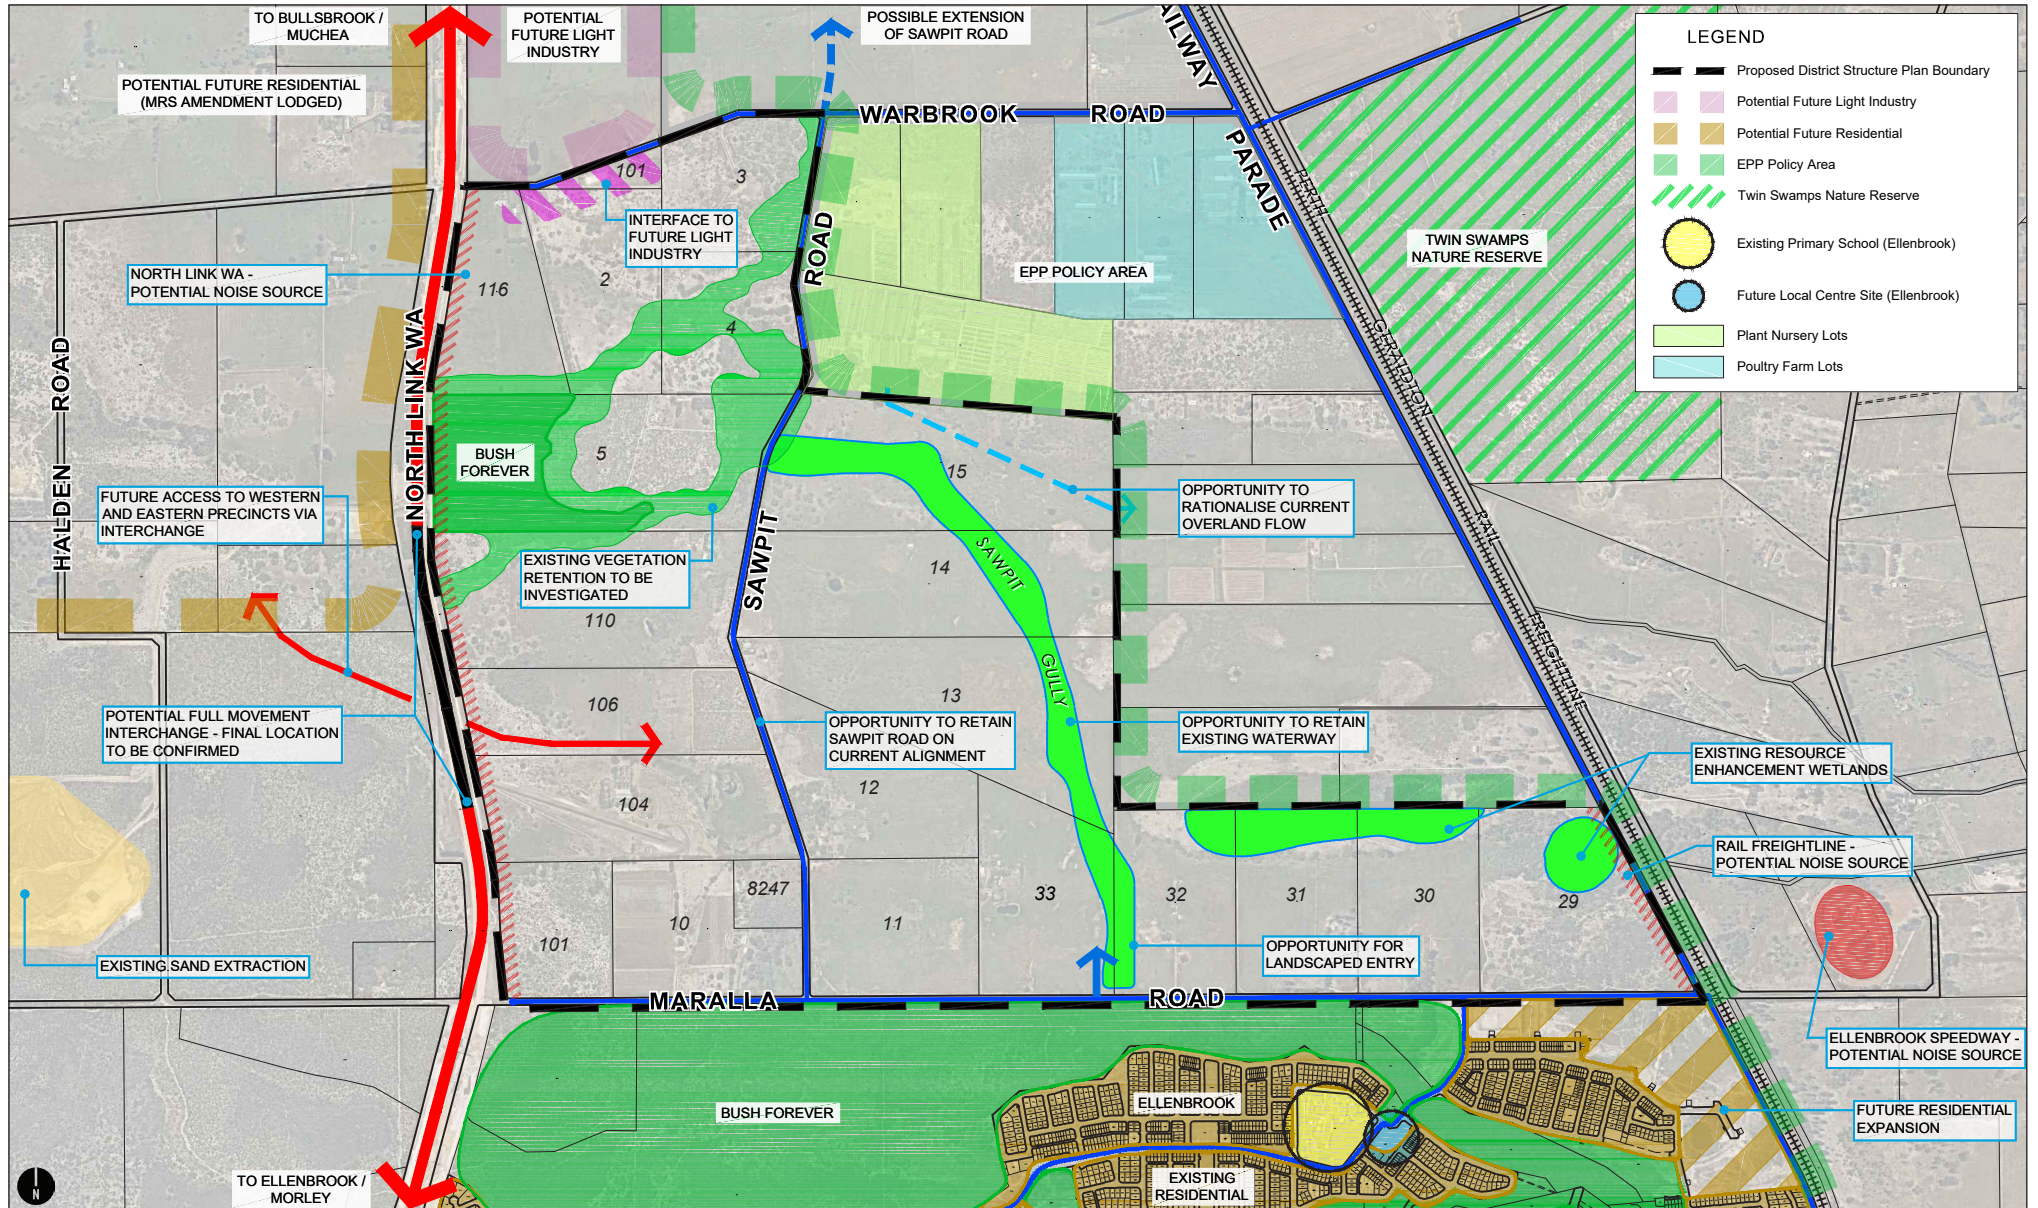 TO BULLSBROOK /
MUCHEA
POTENTIAL
FUTURE LIGHT
INDUSTRY
POSSIBLE EXTENSION
OF SAWPIT ROAD
RAILWAY
PARADE
POTENTIAL FUTURE RESIDENTIAL
(MRS AMENDMENT LODGED)
WARBROOK ROAD
LEGEND
Proposed District Structure Plan Boundary
Potential Future Light Industry
Potential Future Residential
EPP Policy Area
Twin Swamps Nature Reserve
Existing Primary School (Ellenbrook)
Future Local Centre Site (Ellenbrook)
Plant Nursery Lots
Poultry Farm Lots
101
3
INTERFACE TO
FUTURE LIGHT
INDUSTRY
ROAD
TWIN SWAMPS
NATURE RESERVE
EPP POLICY AREA
NORTH LINK WA -
POTENTIAL NOISE SOURCE
116
2
4
HALDEN ROAD
NORTH LINK WA
PERTH
GERALDTON
RAIL
FREIGHTLINE
BUSH
FOREVER
5
15
FUTURE ACCESS TO WESTERN
AND EASTERN PRECINCTS VIA
INTERCHANGE
OPPORTUNITY TO
RATIONALISE CURRENT
OVERLAND FLOW
SAWPIT
EXISTING VEGETATION
RETENTION TO BE
INVESTIGATED
14
SAWPIT
GULLY
110
106
13
POTENTIAL FULL MOVEMENT
INTERCHANGE - FINAL LOCATION
TO BE CONFIRMED
OPPORTUNITY TO RETAIN
SAWPIT ROAD ON
CURRENT ALIGNMENT
OPPORTUNITY TO RETAIN
EXISTING WATERWAY
EXISTING RESOURCE
ENHANCEMENT WETLANDS
104
12
RAIL FREIGHTLINE -
POTENTIAL NOISE SOURCE
8247
33
32
31
30
29
101
10
11
EXISTING SAND EXTRACTION
OPPORTUNITY FOR
LANDSCAPED ENTRY
MARALLA ROAD
ELLENBROOK SPEEDWAY -
POTENTIAL NOISE SOURCE
BUSH FOREVER
ELLENBROOK
FUTURE RESIDENTIAL
EXPANSION
EXISTING
RESIDENTIAL
TO ELLENBROOK /
MORLEY
N